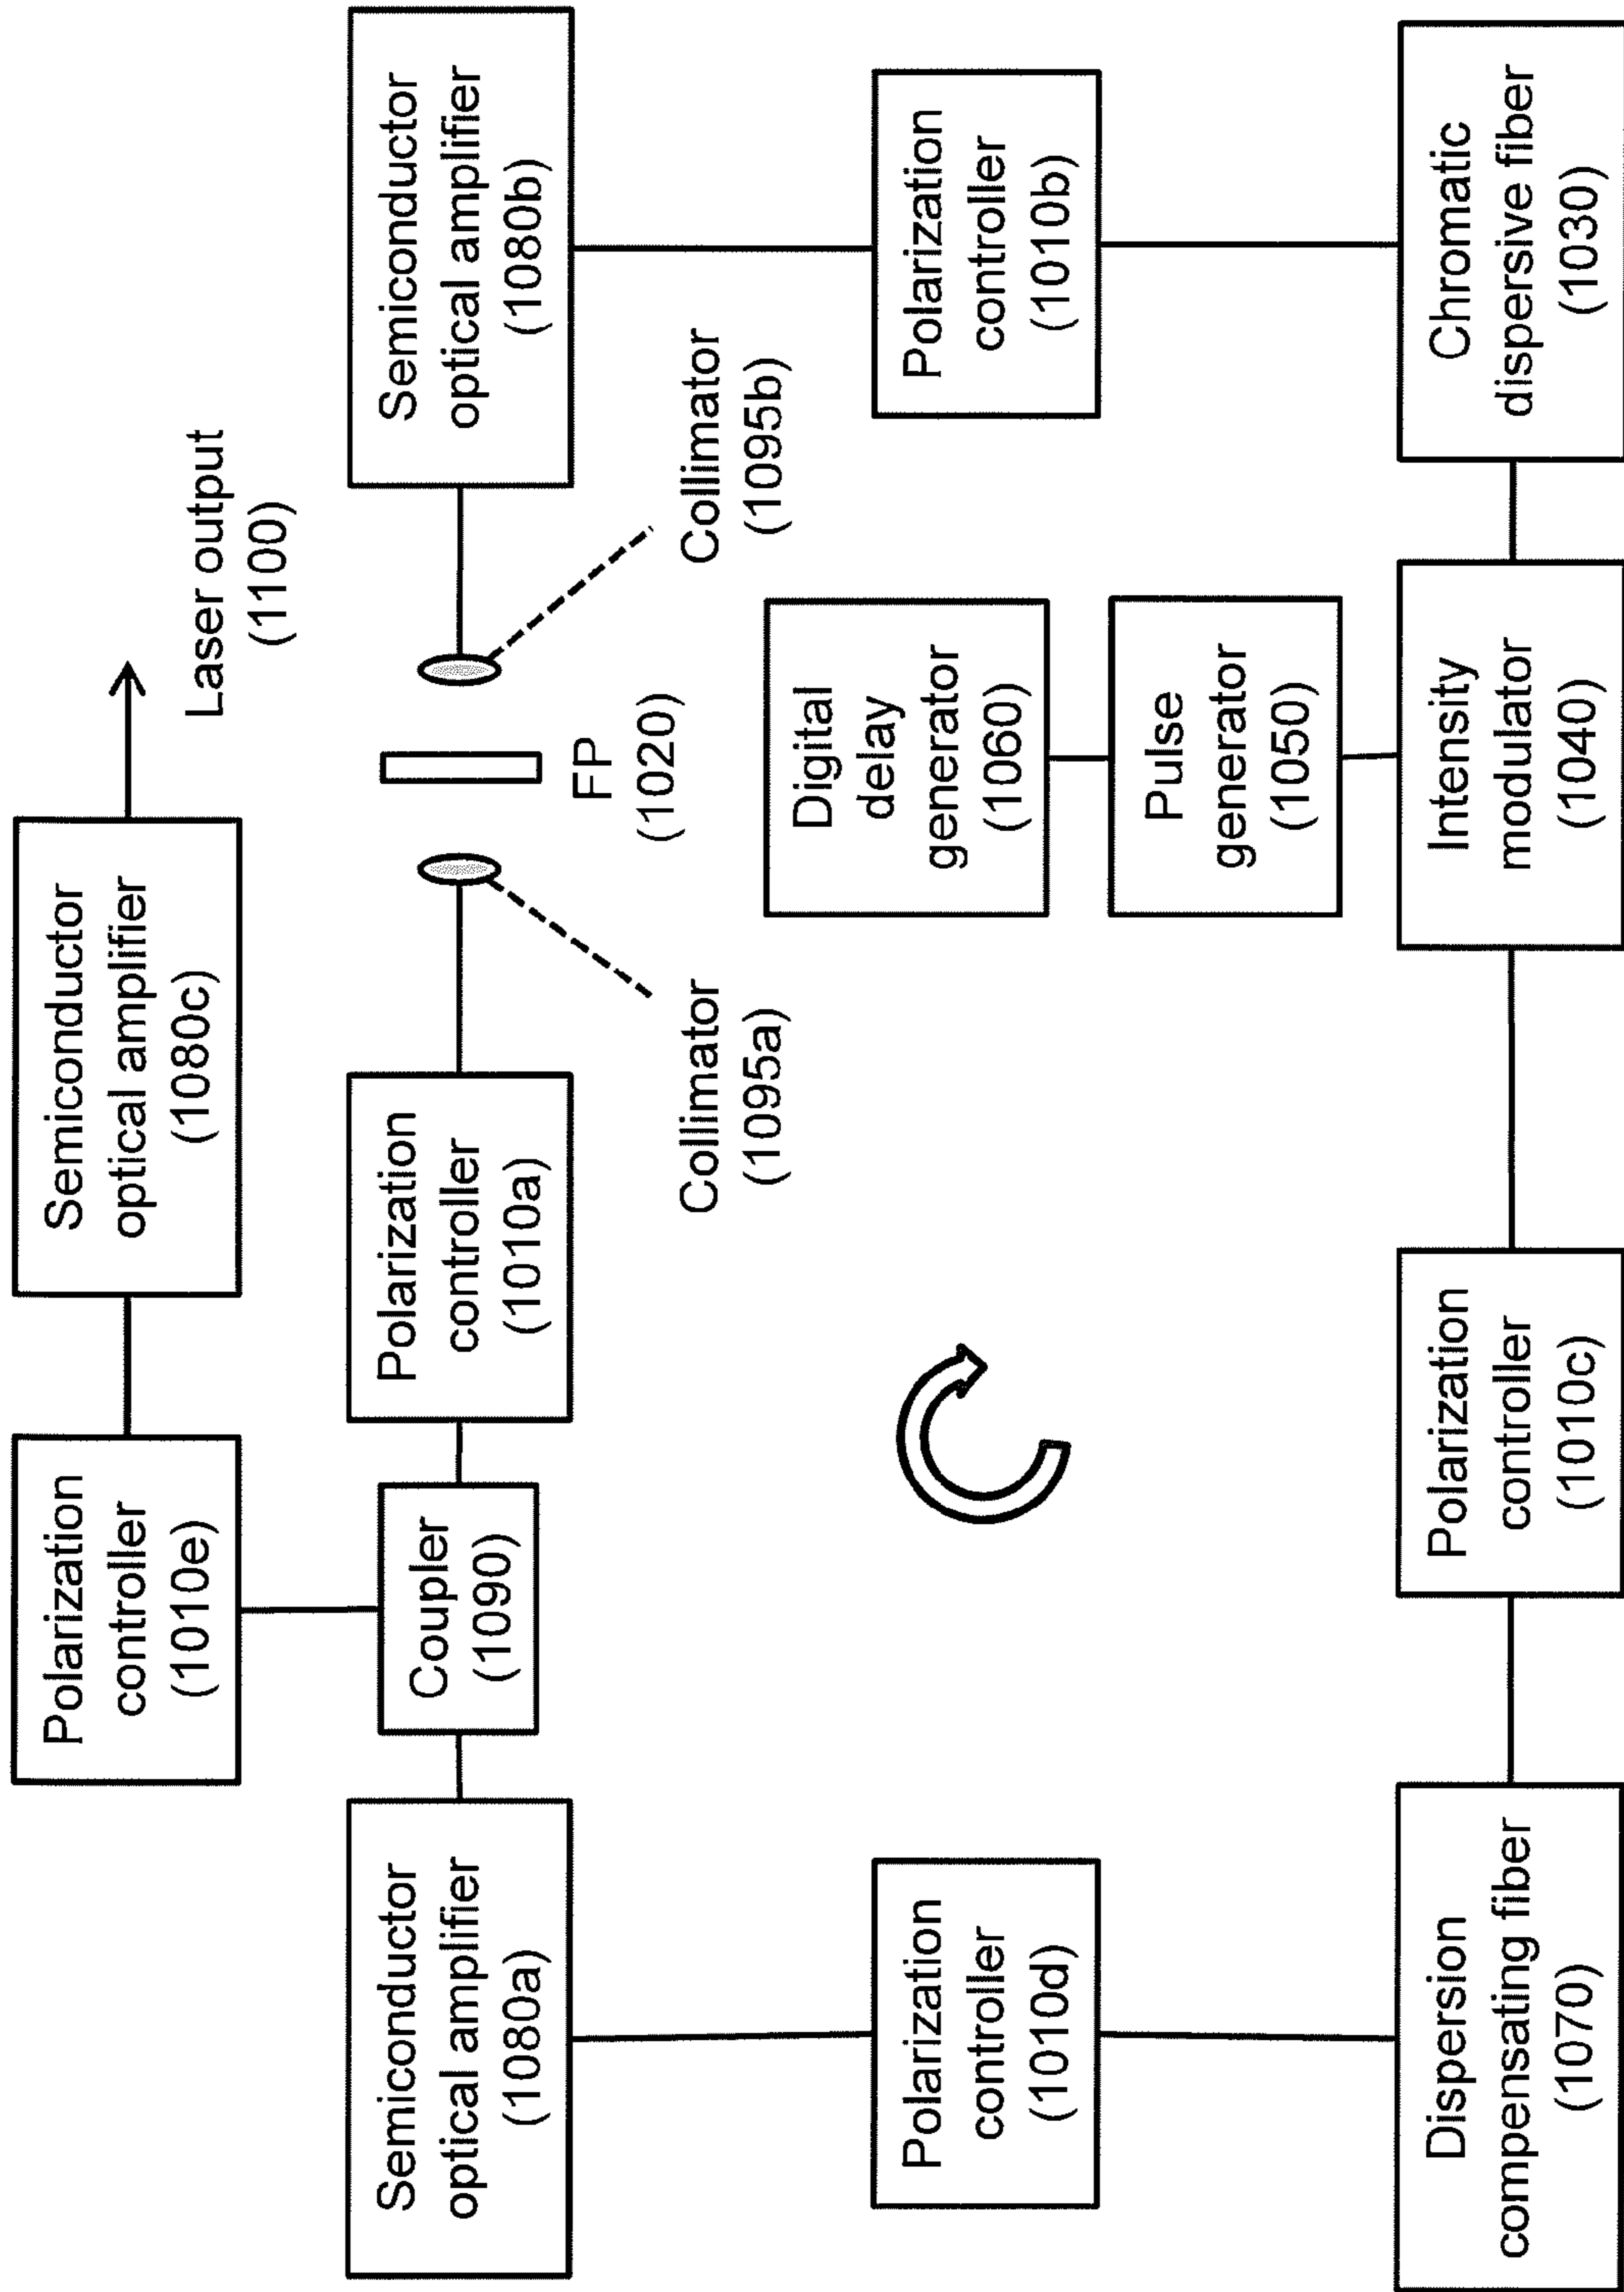 Polarization
controller
(1010e)
Semiconductor
optical amplifier
(1080c)
Laser output
(1100)
Semiconductor
optical amplifier
(1080a)
Coupler
(1090)
Polarization
controller
(1010a)
Collimator
(1095a)
FP
(1020)
Collimator
(1095b)
Semiconductor
optical amplifier
(1080b)
Polarization
controller
(1010d)
Digital
delay
generator
(1060)
Pulse
generator
(1050)
Polarization
controller
(1010b)
Dispersion
compensating fiber
(1070)
Polarization
controller
(1010c)
Intensity
modulator
(1040)
Chromatic
dispersive fiber
(1030)